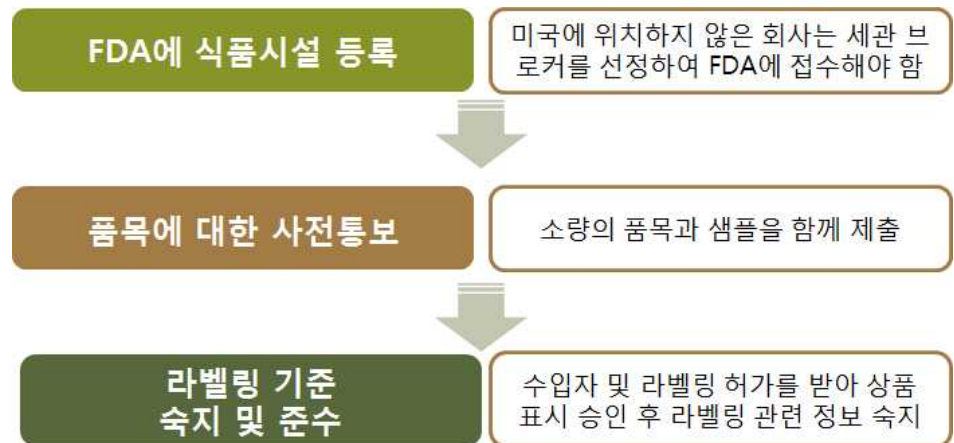 FDA에 식품시설 등록
미국에 위치하지 않은 회사는 세관 브
로커를 선정하여 FDA에 접수해야 함
품목에 대한 사전통보
소량의 품목과 샘플을 함께 제출
라벨링 기준
숙지 및 준수
수입자 및 라벨링 허가를 받아 상품
표시 승인 후 라벨링 관련 정보 숙지